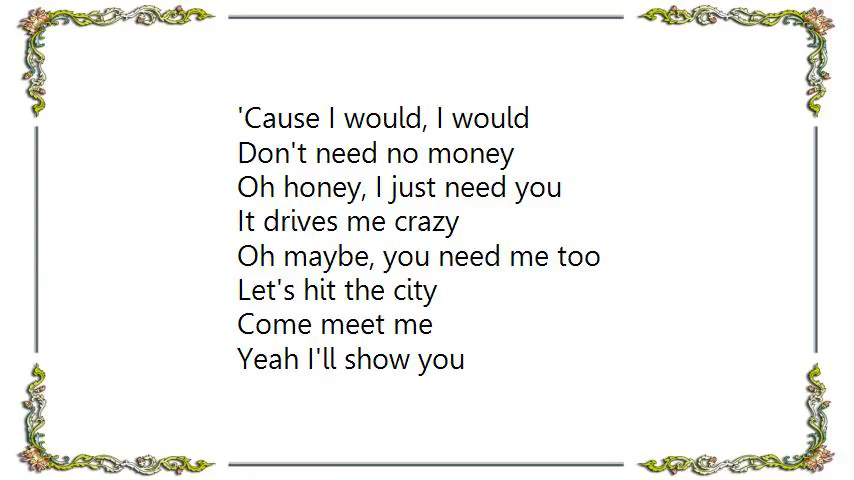 'Cause I would, I would
Don't need no money
Oh honey, I just need you
It drives me crazy
Oh maybe, you need me too
Let's hit the city
Come meet me
Yeah I'll show you